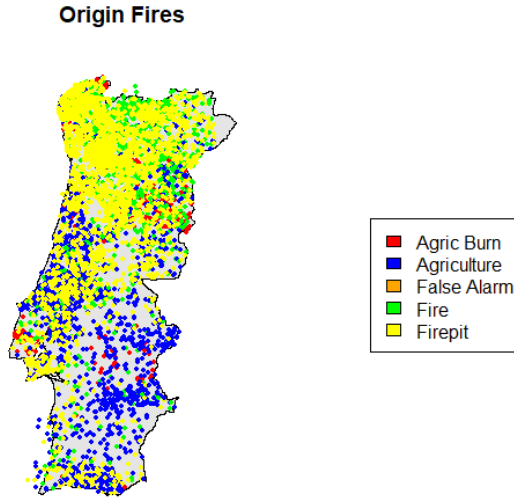 Origin Fires
Agric Burn
Agriculture
False Alarm
Fire
Firepit